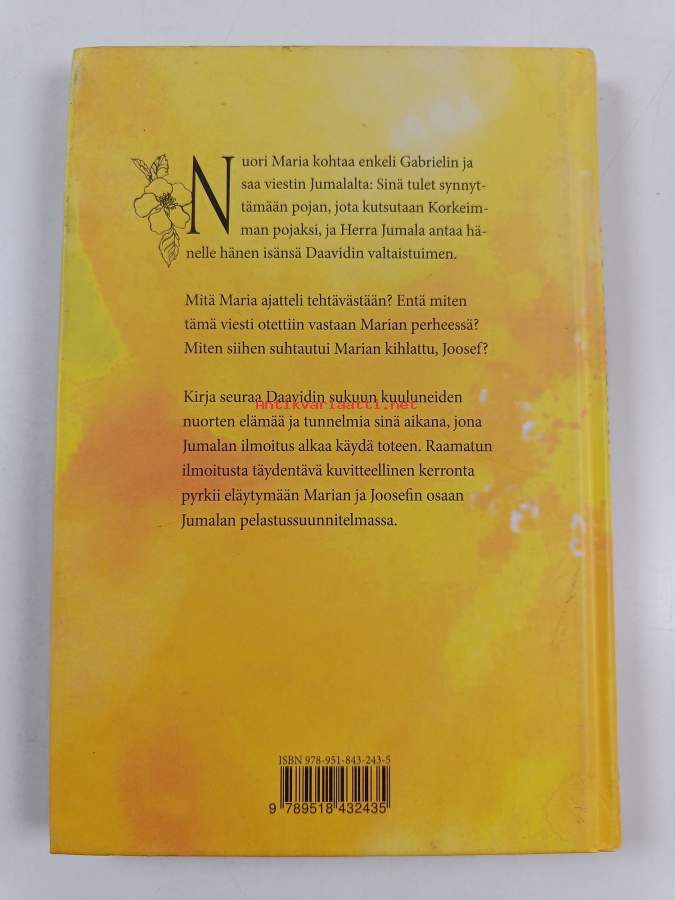 Nuori Maria kohtaa enkeli Gabrielin ja
saa viestin Jumalalta: Sinä tulet synnyt-
tämään pojan, jota kutsutaan Korkeim-
man pojaksi, ja Herra Jumala antaa hä-
nelle hänen isänsä Daavidin valtaistuimen.
Mitä Maria ajatteli tehtävästään? Entä miten
tämä viesti otettiin vastaan Marian perheessä?
Miten siihen suhtautui Marian kihlattu, Joosef?
Kirja seuraa Daavidin sukuun kuuluneiden
Antikvariaatti.net
nuorten elämää ja tunnelmia sinä aikana, jona
Jumalan ilmoitus alkaa käydä toteen. Raamatun
ilmoitusta täydentävä kuvitteellinen kerronta
pyrkii eläytymään Marian ja Joosefin osaan
Jumalan pelastussuunnitelmassa.
ISBN 978-951-843-243-5
9 789518 432435